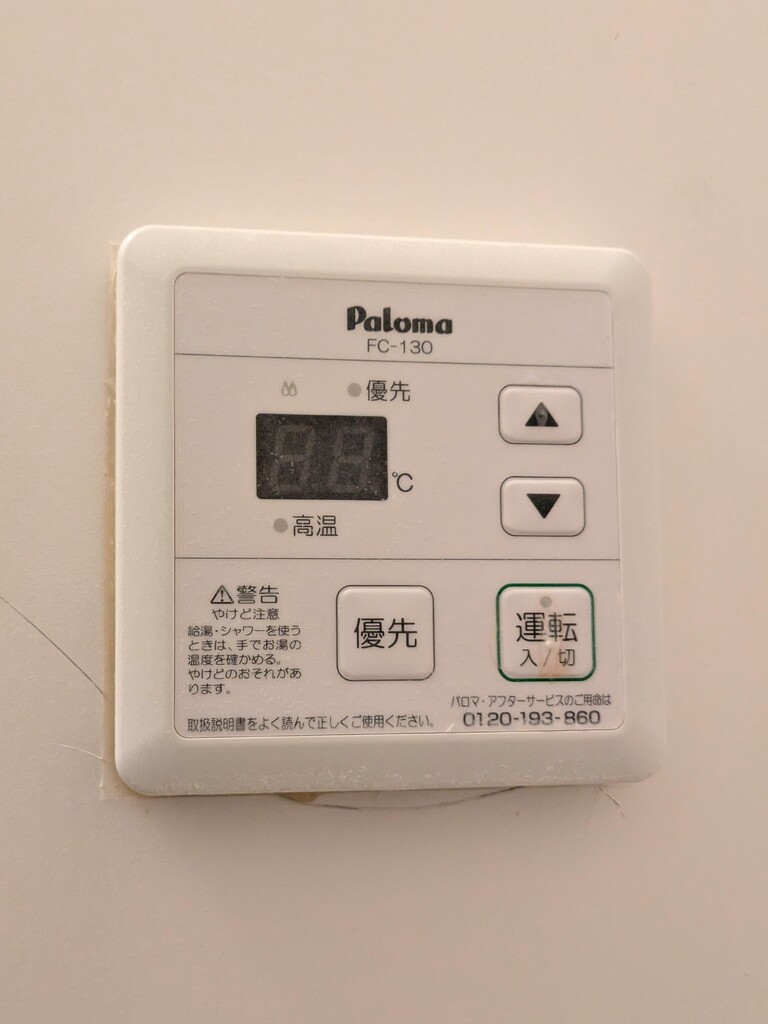 Paloma
FC-130
優先
℃
高温
⚠警告
やけど注意
給湯・シャワーを使う
ときは、手でお湯の
温度を確かめる。
やけどのおそれがあ
ります。
優先
運転
入/切
パロマ・アフターサービスのご用命は
0120-193-860
取扱説明書をよく読んで正しくご使用ください。